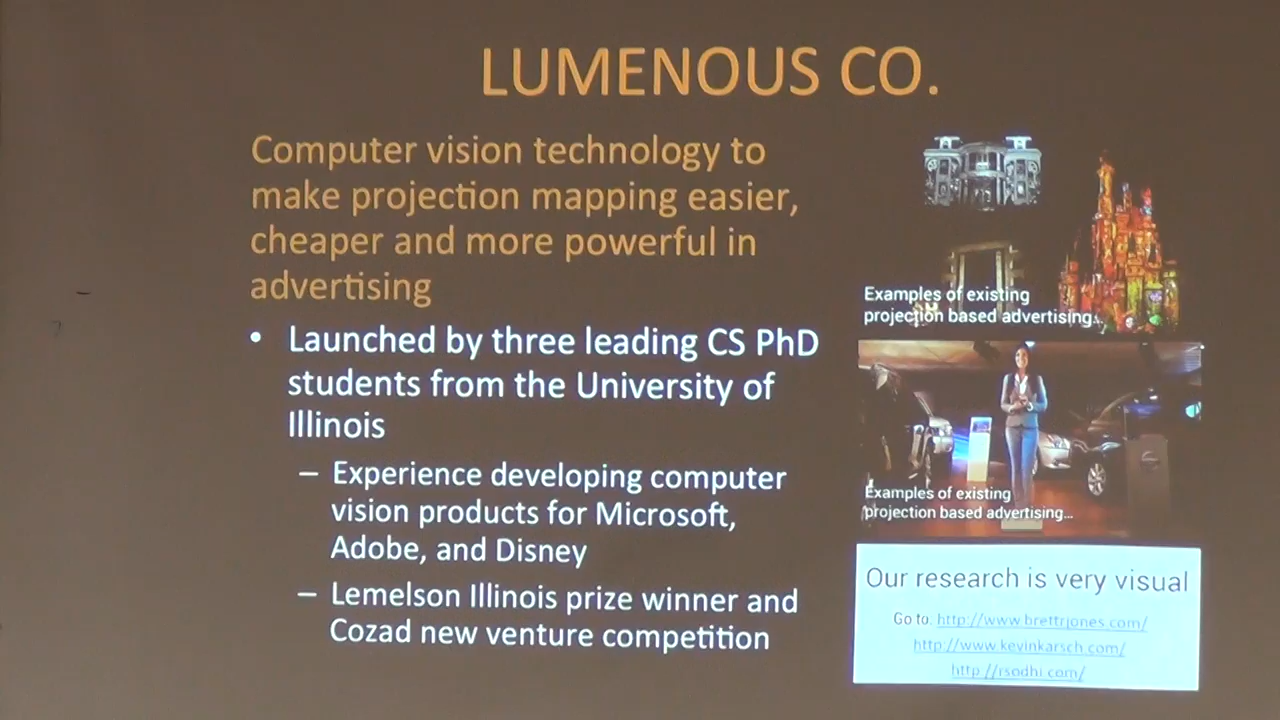 LUMENOUS CO.
Computer vision technology to
make projection mapping easier,
cheaper and more powerful in
advertising
• Launched by three leading CS PhD
students from the University of
Illinois
– Experience developing computer
vision products for Microsoft,
Adobe, and Disney
– Lemelson Illinois prize winner and
Cozad new venture competition
Examples of existing
projection based advertising...
Examples of existing
projection based advertising...
Our research is very visual
Go to: http://www.brettrjones.com/
http://www.kevinkarsch.com/
http://rsodhi.com/